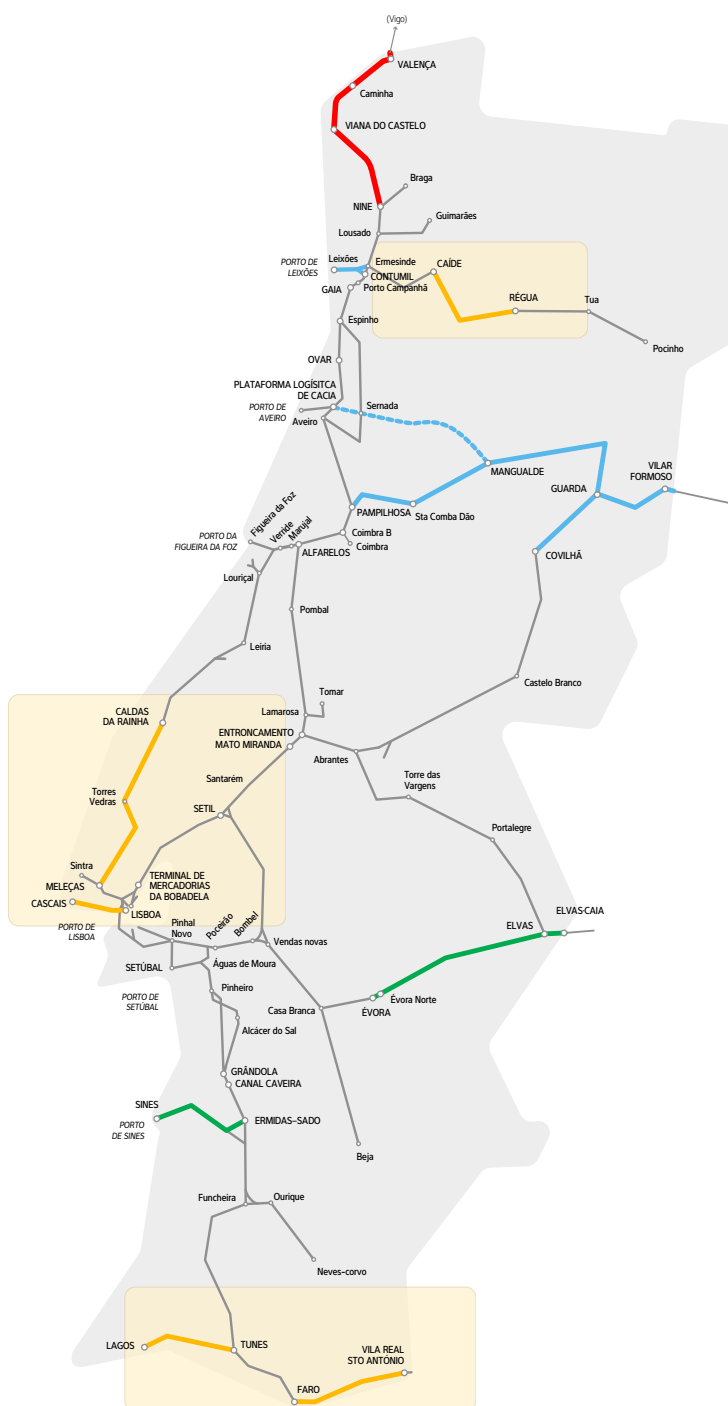 (Vigo)
VALENÇA
Caminha
VIANA DO CASTELO
Braga
NINE
Guimarães
Lousado
PORTO DE
LEIXÕES
Leixões
Ermesinde
CAÍDE
CONTUMIL
GAIA
Porto Campanhã
RÉGUA
Tua
Espinho
Pocinho
OVAR
PLATAFORMA LOGÍSITCA
DE CACIA
PORTO DE
AVEIRO
Aveiro
Sernada
MANGUALDE
VILAR
FORMOSO
GUARDA
PAMPILHOSA
Sta Comba Dão
Figueira da Foz
Verride
Marujal
PORTO DA
FIGUEIRA DA FOZ
Coimbra B
Coimbra
ALFARELOS
COVILHÃ
Louriçal
Pombal
Leiria
Castelo Branco
Tomar
CALDAS
DA RAINHA
Lamarosa
ENTRONCAMENTO
MATO MIRANDA
Abrantes
Santarém
Torre das
Vargens
Torres
Vedras
SETIL
Portalegre
Sintra
MELEÇAS
TERMINAL DE
MERCADORIAS
DA BOBADELA
CASCAIS
LISBOA
PORTO DE
LISBOA
Pinhal
Novo
Poceirão
Bombel
Vendas novas
ELVAS-CAIA
ELVAS
SETÚBAL
Águas de Moura
PORTO DE
SETÚBAL
Pinheiro
Évora Norte
ÉVORA
Casa Branca
Alcácer do Sal
GRÂNDOLA
CANAL CAVEIRA
SINES
PORTO
DE SINES
ERMIDAS-SADO
Beja
Funcheira
Ourique
Neves-corvo
LAGOS
TUNES
VILA REAL
STO ANTÓNIO
FARO